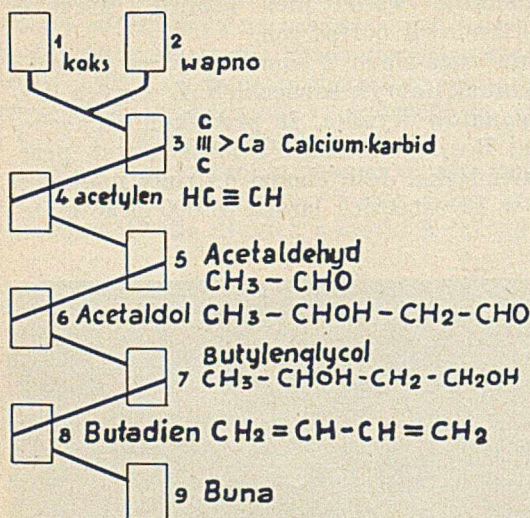 1 koks
2 wapno
C
3 ||| >Ca Calcium-karbid
C
4 acetylen HC ≡ CH
5 Acetaldehyd
CH₃ – CHO
6 Acetaldol CH₃ – CHOH – CH₂ – CHO
Butylenglycol
7 CH₃ – CHOH – CH₂ – CH₂OH
8 Butadien CH₂ = CH – CH = CH₂
9 Buna